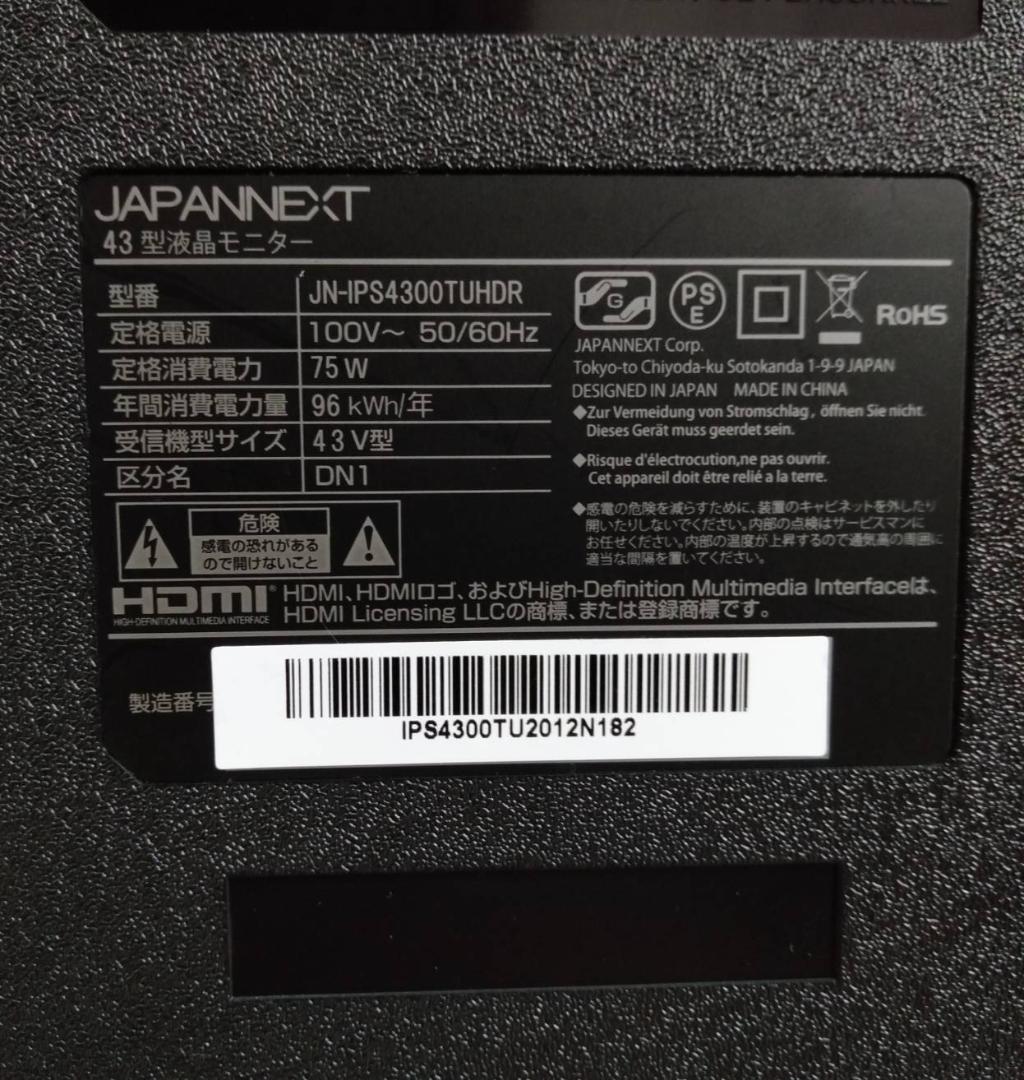 JAPANNEXT
43 型液晶モニター
型番 JN-IPS4300TUHDR
定格電源 100V～ 50/60Hz
定格消費電力 75 W
年間消費電力量 96 kWh/年
受信機型サイズ 43 V型
区分名 DN1
G
PS
E
RoHS
JAPANNEXT Corp.
Tokyo-to Chiyoda-ku Sotokanda 1-9-9 JAPAN
DESIGNED IN JAPAN MADE IN CHINA
◆Zur Vermeidung von Stromschlag, öffnen Sie nicht.
Dieses Gerät muss geerdet sein.
◆Risque d'électrocution,ne pas ouvrir.
Cet appareil doit être relié a la terre.
◆感電の危険を減らすために、装置のキャビネットを外したり
開いたりしないでください。内部の点検はサービスマンに
お任せください。内部の温度が上昇するので通気高の周囲に
適当な間隔を置いてください。
危険
感電の恐れがある
ので開けないこと
HDMI®
HIGH-DEFINITION MULTIMEDIA INTERFACE
HDMI、HDMIロゴ、およびHigh-Definition Multimedia Interfaceは、
HDMI Licensing LLCの商標、または登録商標です。
製造番号
IPS4300TU2012N182